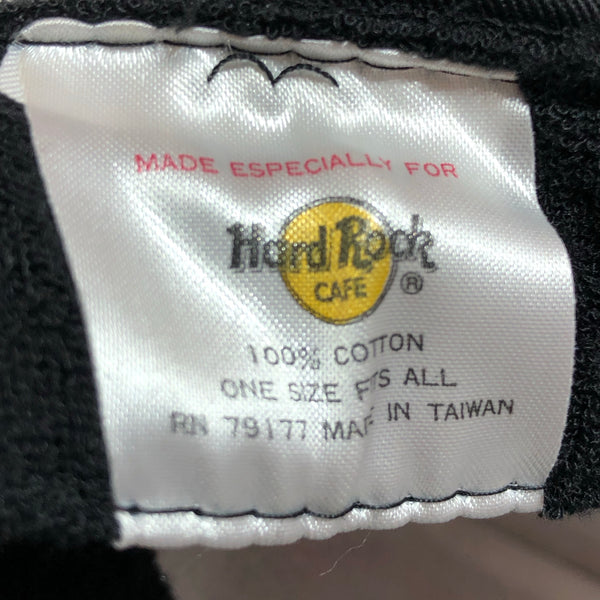 MADE ESPECIALLY FOR
Hard Rock
CAFE ®
100% COTTON
ONE SIZE FITS ALL
RN 79177 MADE IN TAIWAN